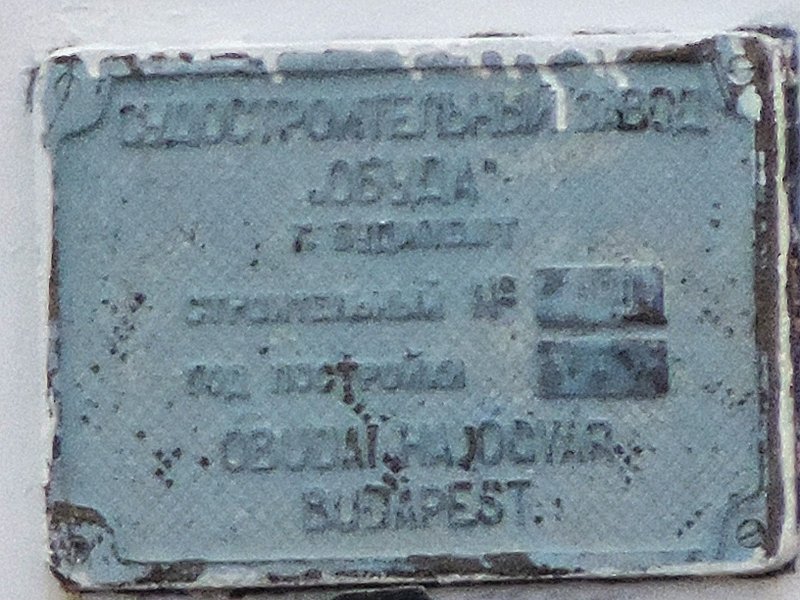 СУДОСТРОИТЕЛЬНЫЙ ЗАВОД
„ОБУДА"
Г. БУДАПЕШТ
СТРОИТЕЛЬНЫЙ №
ГОД ПОСТРОЙКИ
OBUDAI HAJOGYAR
BUDAPEST.